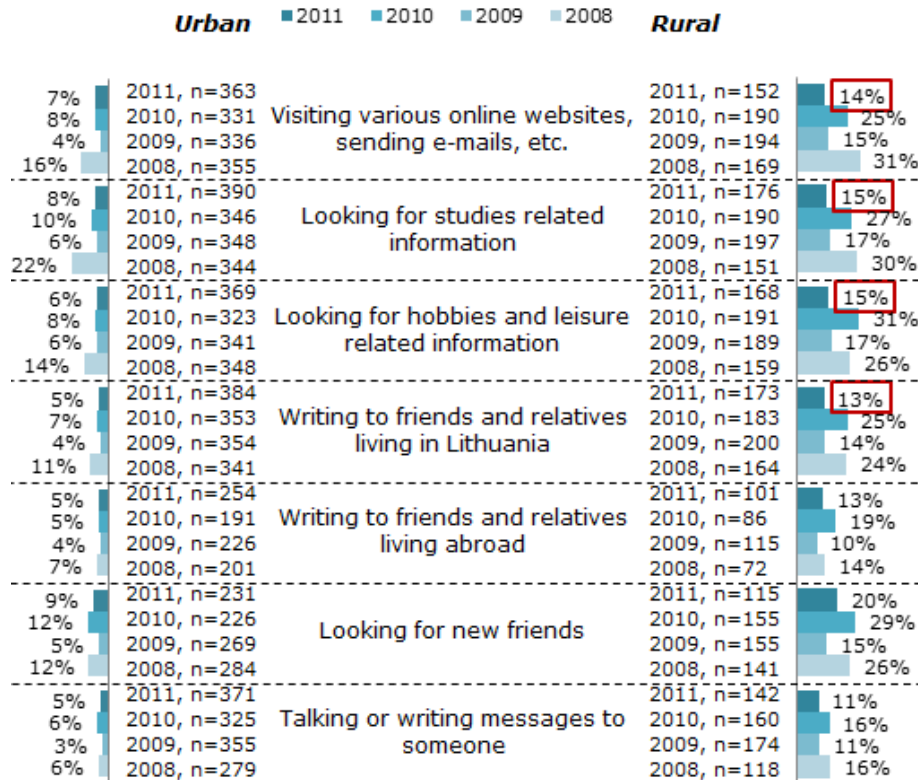 Urban
2011 2010 2009 2008
Rural
7% 2011, n=363
8% 2010, n=331
4% 2009, n=336
16% 2008, n=355
Visiting various online websites,
sending e-mails, etc.
2011, n=152 14%
2010, n=190 25%
2009, n=194 15%
2008, n=169 31%
8% 2011, n=390
10% 2010, n=346
6% 2009, n=348
22% 2008, n=344
Looking for studies related
information
2011, n=176 15%
2010, n=190 27%
2009, n=197 17%
2008, n=151 30%
6% 2011, n=369
8% 2010, n=323
6% 2009, n=341
14% 2008, n=348
Looking for hobbies and leisure
related information
2011, n=168 15%
2010, n=191 31%
2009, n=189 17%
2008, n=159 26%
5% 2011, n=384
7% 2010, n=353
4% 2009, n=354
11% 2008, n=341
Writing to friends and relatives
living in Lithuania
2011, n=173 13%
2010, n=183 25%
2009, n=200 14%
2008, n=164 24%
5% 2011, n=254
5% 2010, n=191
4% 2009, n=226
7% 2008, n=201
Writing to friends and relatives
living abroad
2011, n=101 13%
2010, n=86 19%
2009, n=115 10%
2008, n=72 14%
9% 2011, n=231
12% 2010, n=226
5% 2009, n=269
12% 2008, n=284
Looking for new friends
2011, n=115 20%
2010, n=155 29%
2009, n=155 15%
2008, n=141 26%
5% 2011, n=371
6% 2010, n=325
3% 2009, n=355
6% 2008, n=279
Talking or writing messages to
someone
2011, n=142 11%
2010, n=160 16%
2009, n=174 11%
2008, n=118 16%